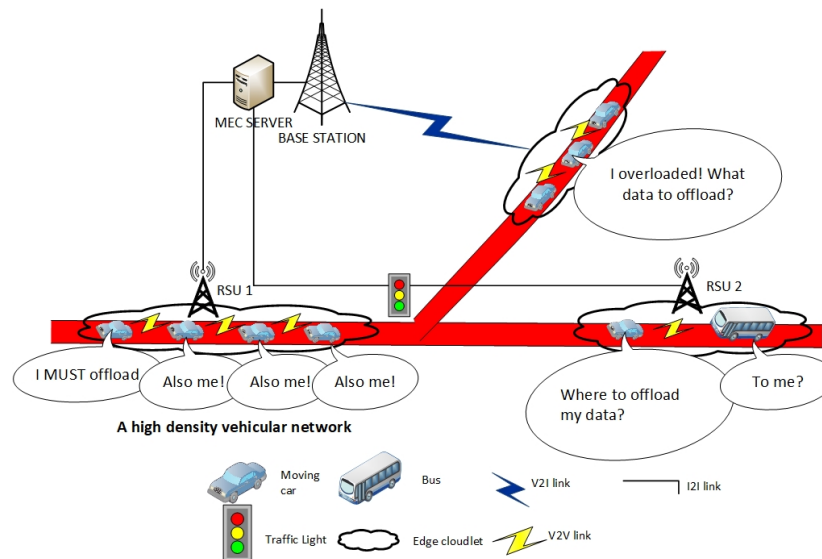 MEC SERVER
BASE STATION
I overloaded! What
data to offload?
RSU 1
RSU 2
I MUST offload
Also me!
Also me!
Also me!
Where to offload
my data?
To me?
A high density vehicular network
Moving
car
Bus
V2I link
I2I link
Traffic Light
Edge cloudlet
V2V link